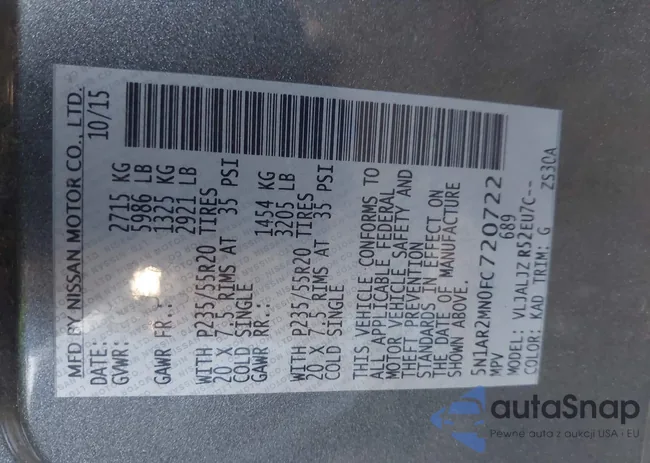 MFD BY NISSAN MOTOR CO., LTD.
DATE: 10/15
GVWR: 2715 KG
5986 LB
GAWR FR.: 1325 KG
2921 LB
WITH P235/55R20 TIRES
20 X 7.5 RIMS AT 35 PSI
COLD SINGLE
GAWR RR.: 1454 KG
3205 LB
WITH P235/55R20 TIRES
20 X 7.5 RIMS AT 35 PSI
COLD SINGLE
THIS VEHICLE CONFORMS TO
ALL APPLICABLE FEDERAL
MOTOR VEHICLE SAFETY AND
THEFT PREVENTION
STANDARDS IN EFFECT ON
THE DATE OF MANUFACTURE
SHOWN ABOVE.
5N1AR2MN0FC720722
MPV 689
MODEL: VLJALJZ R52EU7C--
COLOR: KAD TRIM: G ZS30A
autaSnap
Pewne auta z aukcji USA i EU